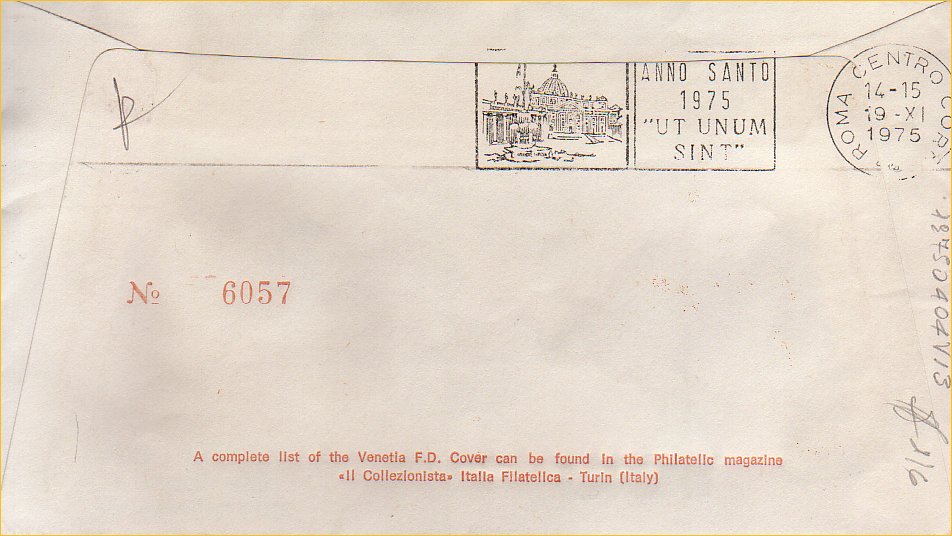 ANNO SANTO
1975
"UT UNUM
SINT"
ROMA CENTRO CORR
14-15
19-XI
1975
No 6057
A complete list of the Venetia F.D. Cover can be found in the Philatelic magazine
«Il Collezionista» Italia Filatelica - Turin (Italy)